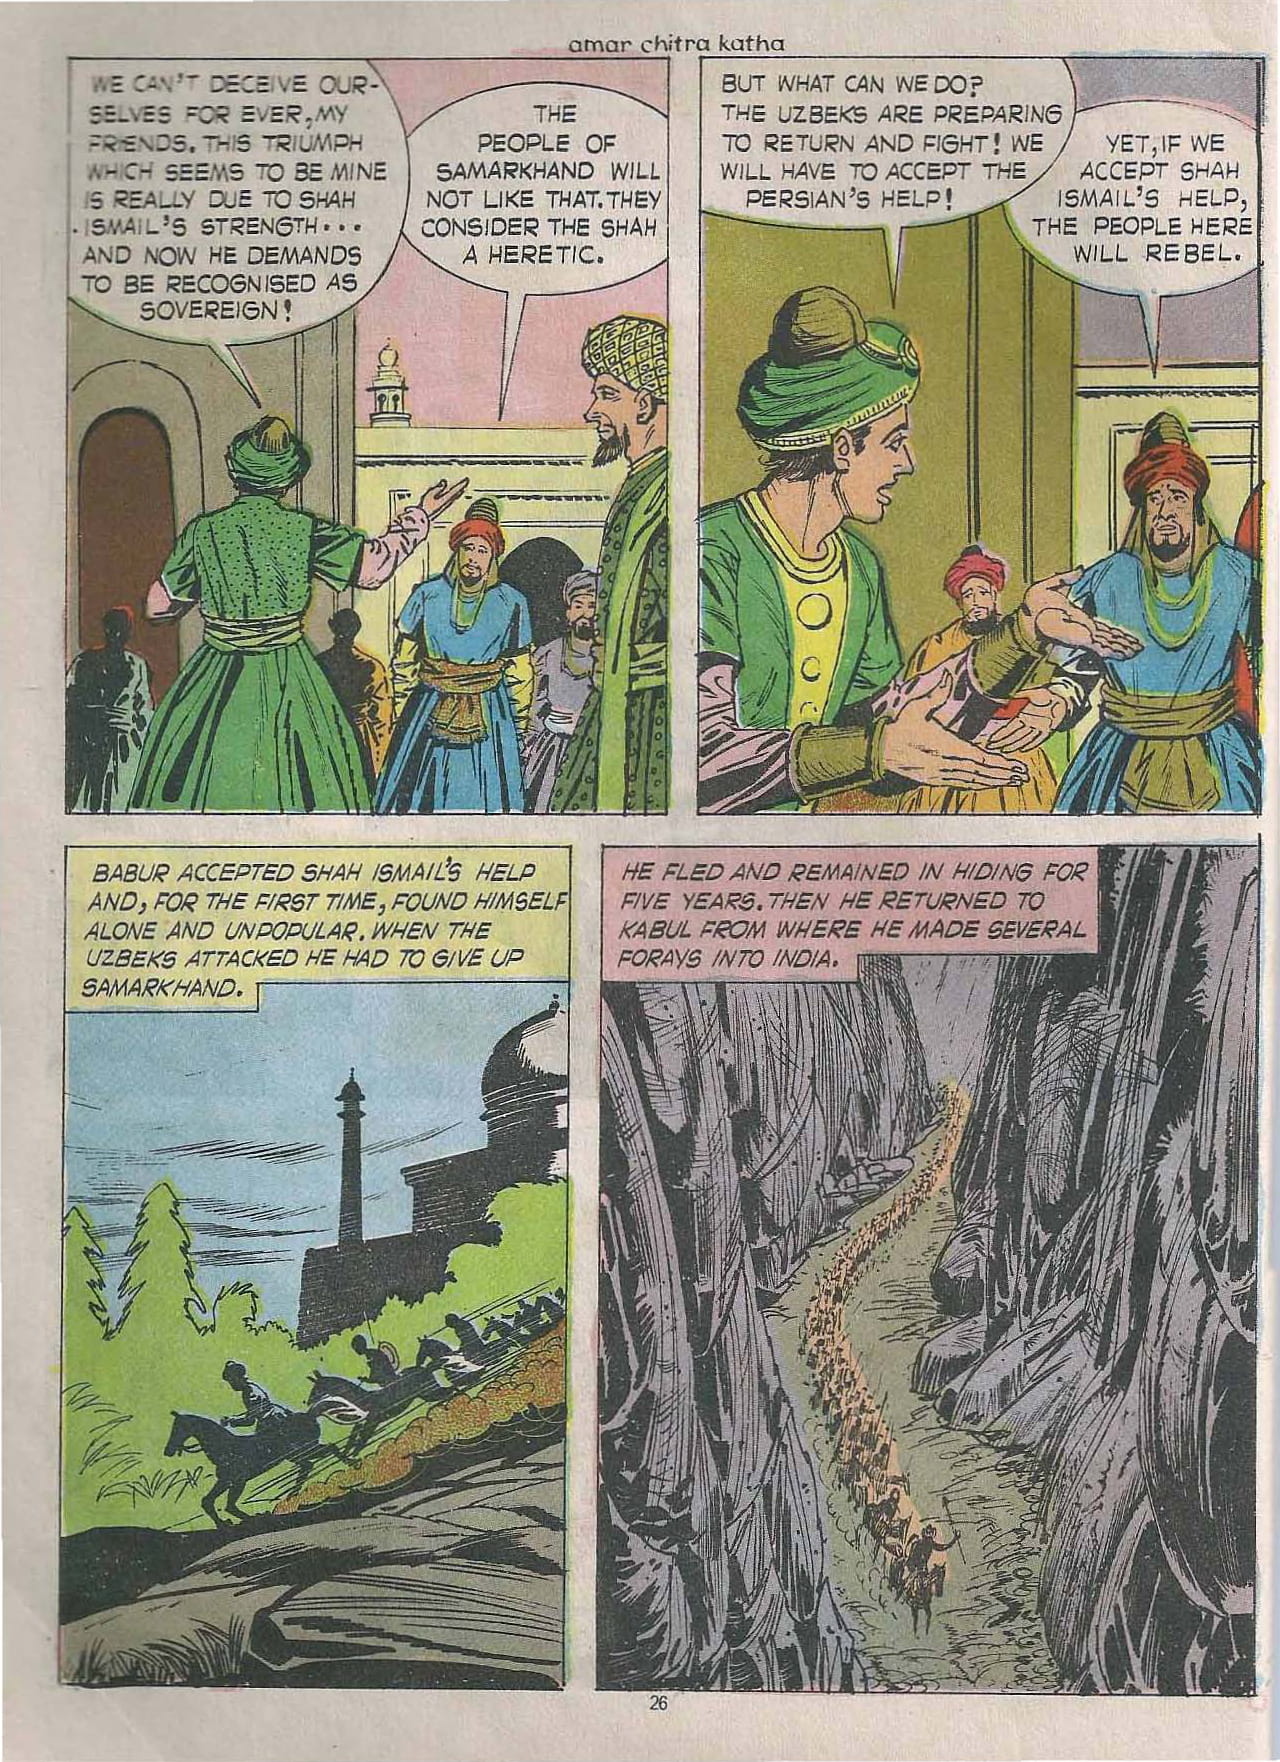 amar chitra katha
WE CAN'T DECEIVE OUR-
SELVES FOR EVER, MY
FRIENDS. THIS TRIUMPH
WHICH SEEMS TO BE MINE
IS REALLY DUE TO SHAH
ISMAIL'S STRENGTH...
AND NOW HE DEMANDS
TO BE RECOGNISED AS
SOVEREIGN!
THE
PEOPLE OF
SAMARKHAND WILL
NOT LIKE THAT. THEY
CONSIDER THE SHAH
A HERETIC.
BUT WHAT CAN WE DO?
THE UZBEKS ARE PREPARING
TO RETURN AND FIGHT! WE
WILL HAVE TO ACCEPT THE
PERSIAN'S HELP!
YET, IF WE
ACCEPT SHAH
ISMAIL'S HELP,
THE PEOPLE HERE
WILL REBEL.
BABUR ACCEPTED SHAH ISMAIL'S HELP
AND, FOR THE FIRST TIME, FOUND HIMSELF
ALONE AND UNPOPULAR. WHEN THE
UZBEKS ATTACKED HE HAD TO GIVE UP
SAMARKHAND.
HE FLED AND REMAINED IN HIDING FOR
FIVE YEARS. THEN HE RETURNED TO
KABUL FROM WHERE HE MADE SEVERAL
FORAYS INTO INDIA.
26